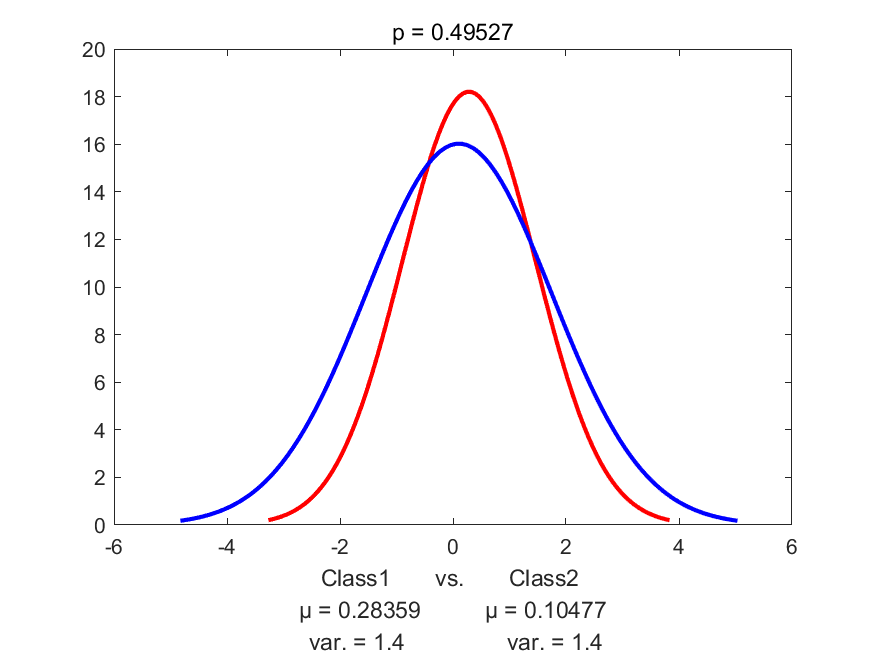 p = 0.49527
20
18
16
14
12
10
8
6
4
2
0
-6 -4 -2 0 2 4 6
Class1 vs. Class2
μ = 0.28359 μ = 0.10477
var. = 1.4 var. = 1.4